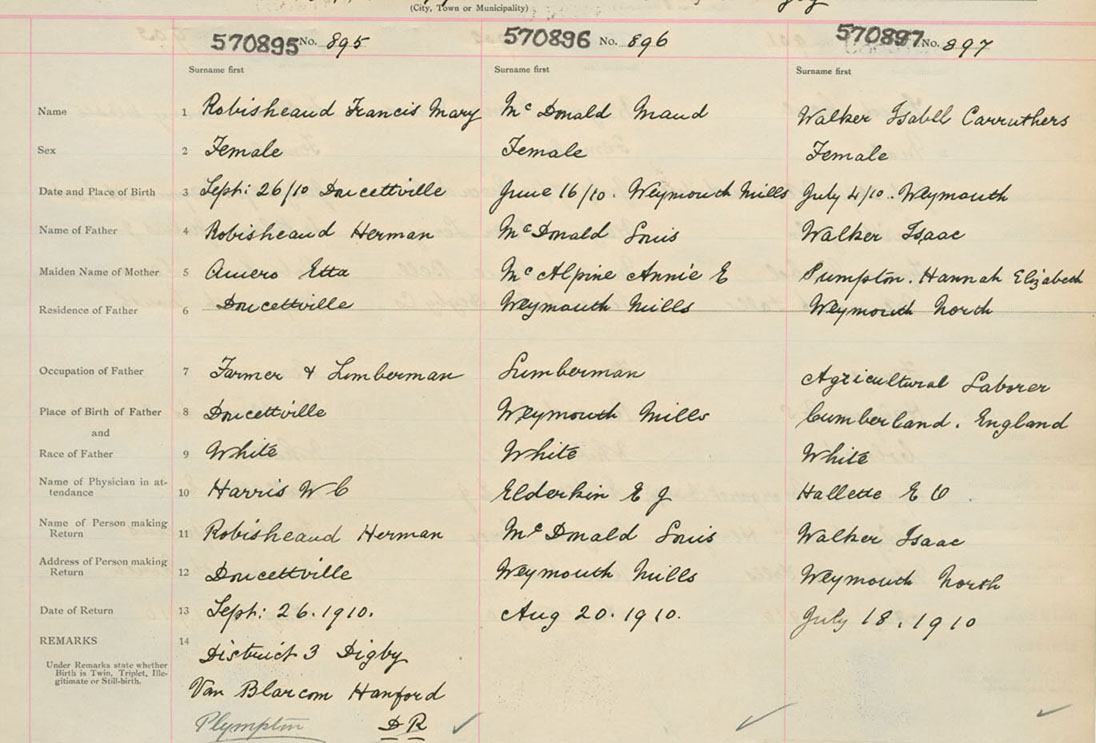 (City, Town or Municipality)
570895 No. 895 570896 No. 896 570897 No. 897
Surname first Surname first Surname first
Name 1 Robisheaud Francis Mary McDonald Maud Walker Isabell Carruthers
Sex 2 Female Female Female
Date and Place of Birth 3 Sept: 26/10 Doucettville June 16/10. Weymouth Mills July 4/10. Weymouth
Name of Father 4 Robisheaud Herman McDonald Louis Walker Isaac
Maiden Name of Mother 5 Amero Etta McAlpine Annie E Pumpton. Hannah Elizabeth
Residence of Father 6 Doucettville Weymouth Mills Weymouth North
Occupation of Father 7 Farmer & Lumberman Lumberman Agricultural Laborer
Place of Birth of Father 8 Doucettville Weymouth Mills Cumberland. England
and
Race of Father 9 White White White
Name of Physician in at-
tendance 10 Harris W C Elderkin E J Hallette E O
Name of Person making
Return 11 Robisheaud Herman McDonald Louis Walker Isaac
Address of Person making
Return 12 Doucettville Weymouth Mills Weymouth North
Date of Return 13 Sept: 26. 1910. Aug 20. 1910. July 18. 1910
REMARKS 14
District 3 Digby
Under Remarks state whether
Birth is Twin, Triplet, Ille-
gitimate or Still-birth.
Van Blarcom Hanford
Plympton D R